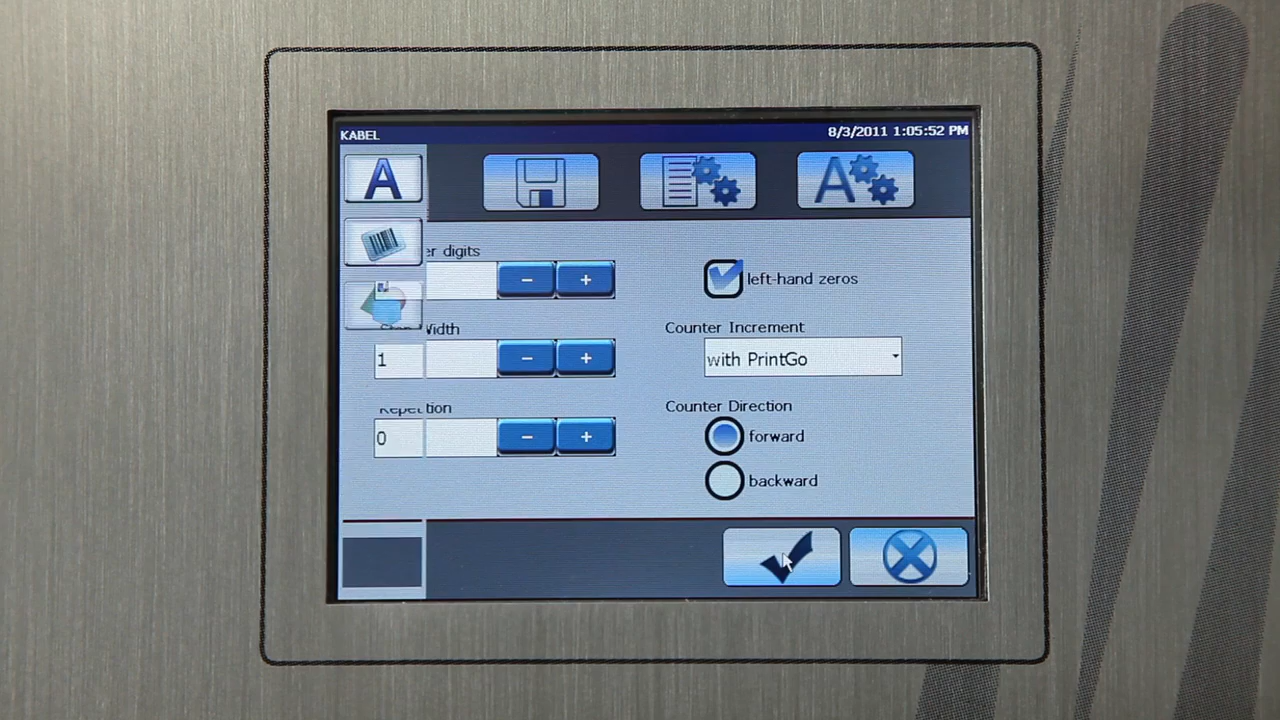 KABEL
8/3/2011 1:05:52 PM
A
A
er digits
left-hand zeros
Width
Counter Increment
1
with PrintGo
Repetition
Counter Direction
0
forward
backward